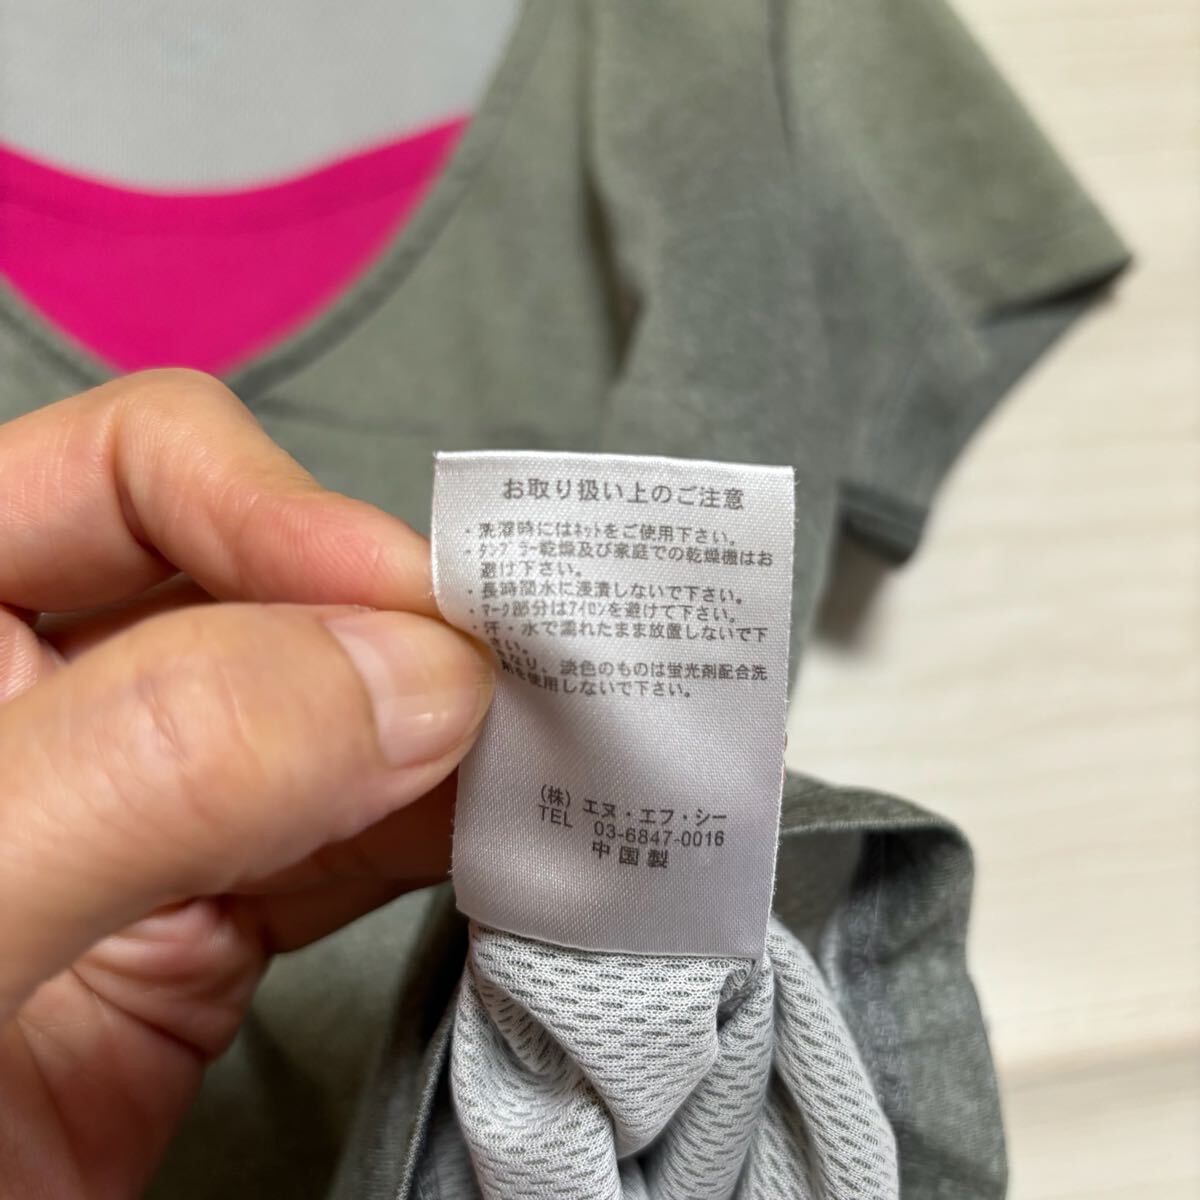 お取り扱い上のご注意
・洗濯時にはネットをご使用下さい。
・タンブラー乾燥及び家庭での乾燥機はお
避け下さい。
・長時間水に浸漬しないで下さい。
・マーク部分はアイロンを避けて下さい。
・汗・水で濡れたまま放置しないで下
さい。
なり、淡色のものは蛍光剤配合洗
剤を使用しないで下さい。
(株) エヌ・エフ・シー
TEL 03-6847-0016
中国製